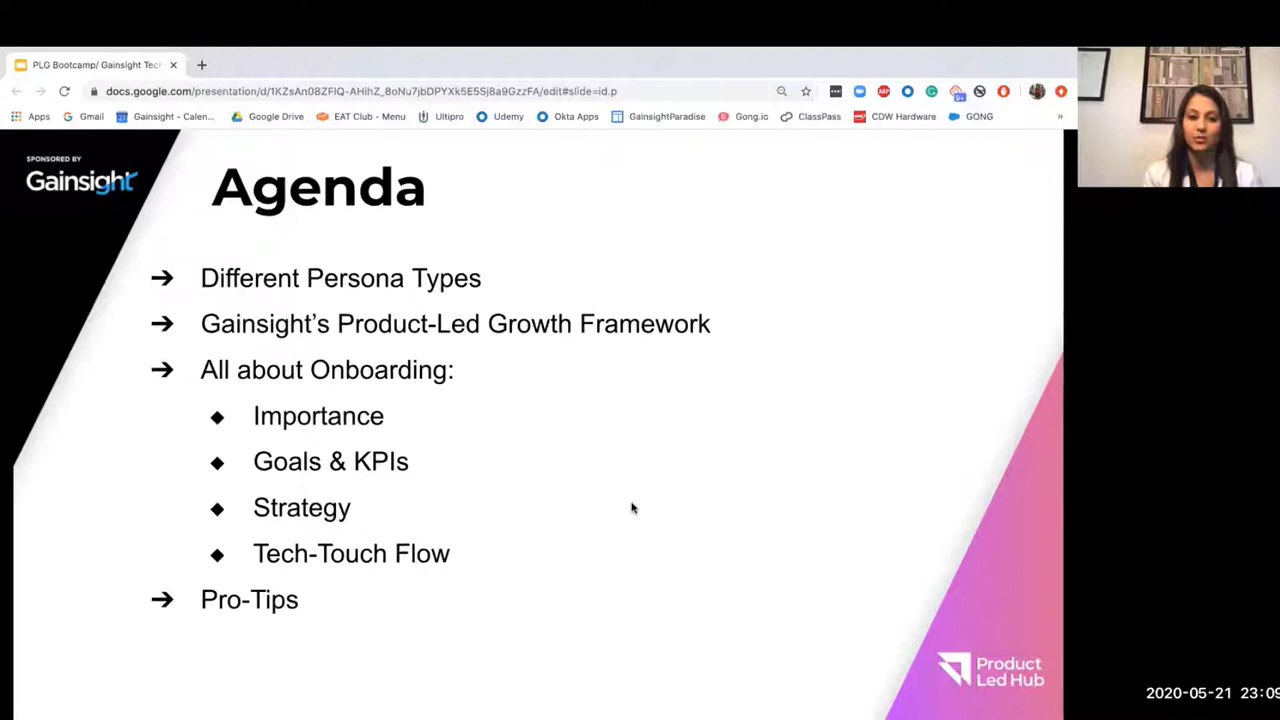 PLG Bootcamp/ Gainsight Tech
docs.google.com/presentation/d/1KZsAn08ZFlQ-AHihZ_8oNu7jbDPYXk5E5Sj8a9GzzFA/edit#slide=id.p
Apps Gmail Gainsight - Calen... Google Drive EAT Club - Menu Ultipro Udemy Okta Apps GainsightParadise Gong.io ClassPass CDW Hardware GONG »
SPONSORED BY
Gainsight
Agenda
➔ Different Persona Types
➔ Gainsight’s Product-Led Growth Framework
➔ All about Onboarding:
◆ Importance
◆ Goals & KPIs
◆ Strategy
◆ Tech-Touch Flow
➔ Pro-Tips
Product
Led Hub
2020-05-21 23:09